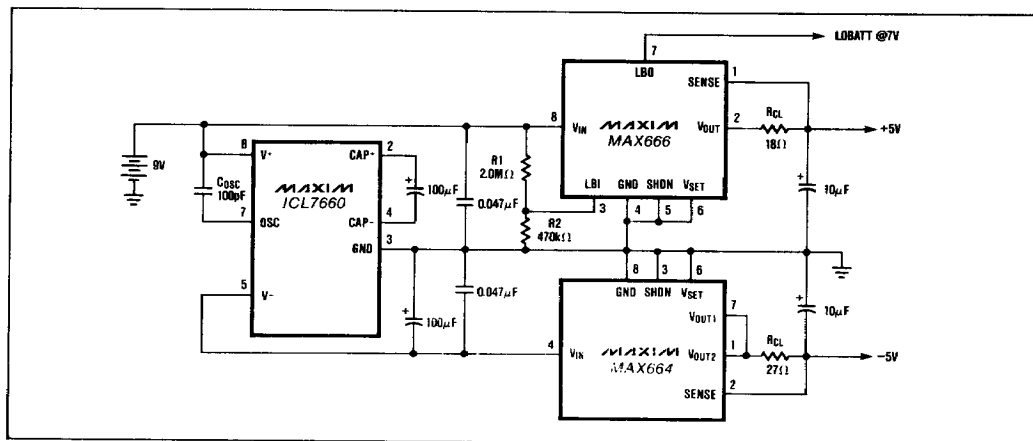 LOBATT @7V
7
LBO
SENSE
1
8
VIN
MAXIM
MAX666
VOUT
2
RCL
18Ω
+5V
9V
8
V+
CAP+
2
COSC
100pF
MAXIM
ICL7660
+
100µF
0.047µF
R1
2.0MΩ
LBI
GND
SHDN
VSET
3
4
5
6
+
10µF
7
OSC
CAP-
4
GND
3
R2
470kΩ
5
V-
+
100µF
0.047µF
8
3
6
GND
SHDN
VSET
7
VOUT1
+
10µF
4
VIN
MAXIM
MAX664
VOUT2
1
RCL
27Ω
-5V
SENSE
2